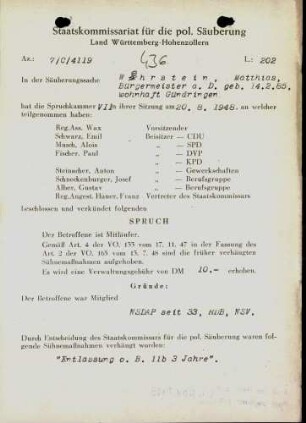 Staatskommissariat für die pol. Säuberung
Land Württemberg-Hohenzollern
Az.: 7/C/4119 436 L: 202
In der Säuberungssache: Matthias,
Bürgermeister a. D. geb. 14.2.85,
wohnhaft Gündringen.
hat die Spruchkammer VII in ihrer Sitzung am 20. 8. 1948. an welcher
teilgenommen haben:
Reg.Ass. Wax Vorsitzender
Schwarz, Emil Beisitzer — CDU
Musch, Alois „ — SPD
Fischer, Paul „ — DVP
„ — KPD
Steinacher, Anton „ — Gewerkschaften
Schneckenburger, Josef „ — Berufsgruppe
Alber, Gustav „ — Berufsgruppe
Reg.Angest. Hauer, Franz Vertreter des Staatskommissars
beschlossen und verkündet folgenden
SPRUCH
Der Betroffene ist Mitläufer.
Gemäß Art. 4 der VO. 133 vom 17. 11. 47 in der Fassung des
Art. 2 der VO. 165 vom 13. 7. 48 sind die früher verhängten
Sühnemaßnahmen aufgehoben.
Es wird eine Verwaltungsgebühr von DM 10,- erhoben.
Gründe:
Der Betroffene war Mitglied
NSDAP seit 33, NSV.
Durch Entscheidung des Staatskommissars für die pol. Säuberung waren fol-
gende Sühnemaßnahmen verhängt worden:
"Entlassung o. B. IIb 3 Jahre".